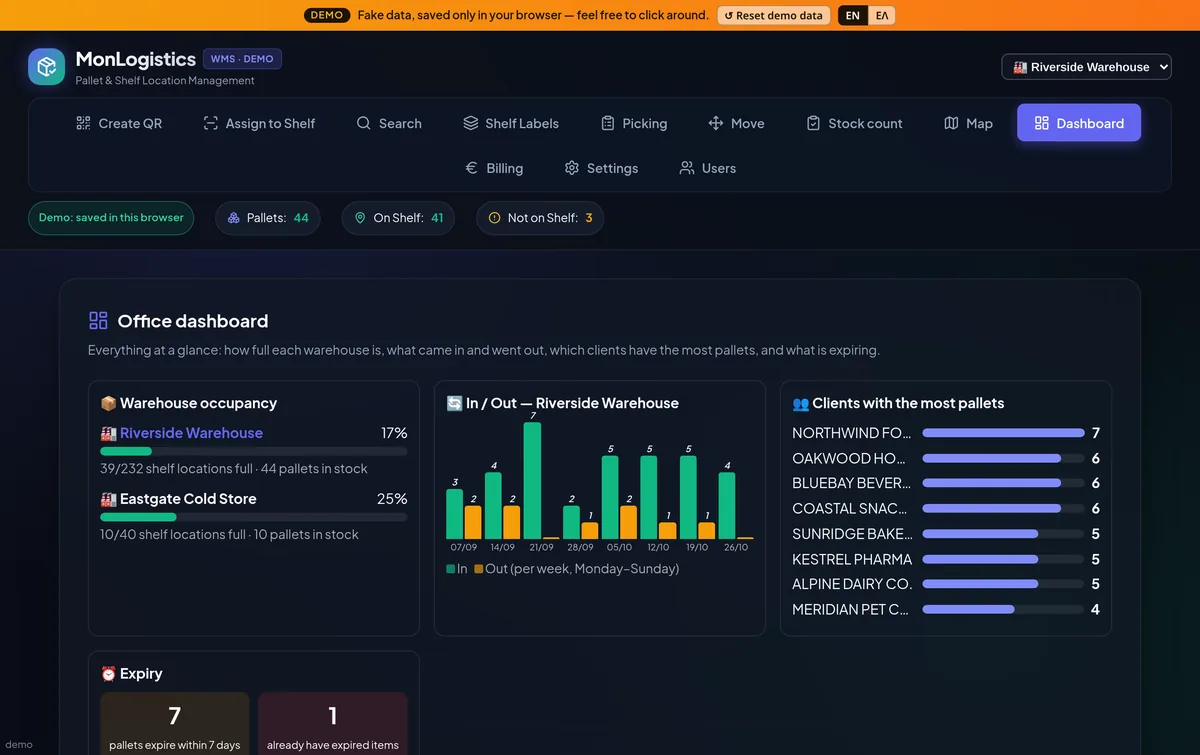 DEMO Fake data, saved only in your browser — feel free to click around. ↺ Reset demo data EN ΕΛ
MonLogistics WMS · DEMO
Pallet & Shelf Location Management
Riverside Warehouse
Create QR Assign to Shelf Search Shelf Labels Picking Move Stock count Map Dashboard
Billing Settings Users
Demo: saved in this browser Pallets: 44 On Shelf: 41 Not on Shelf: 3
Office dashboard
Everything at a glance: how full each warehouse is, what came in and went out, which clients have the most pallets, and what is expiring.
Warehouse occupancy
Riverside Warehouse 17%
39/232 shelf locations full · 44 pallets in stock
Eastgate Cold Store 25%
10/40 shelf locations full · 10 pallets in stock
In / Out — Riverside Warehouse
3 2 4 2 7 2 1 5 2 5 1 5 1 4
07/09 14/09 21/09 28/09 05/10 12/10 19/10 26/10
In Out (per week, Monday–Sunday)
Clients with the most pallets
NORTHWIND FO... 7
OAKWOOD HO... 6
BLUEBAY BEVER... 6
COASTAL SNAC... 6
SUNRIDGE BAKE... 5
KESTREL PHARMA 5
ALPINE DAIRY CO. 5
MERIDIAN PET C... 4
Expiry
7
pallets expire within 7 days
1
already have expired items
demo